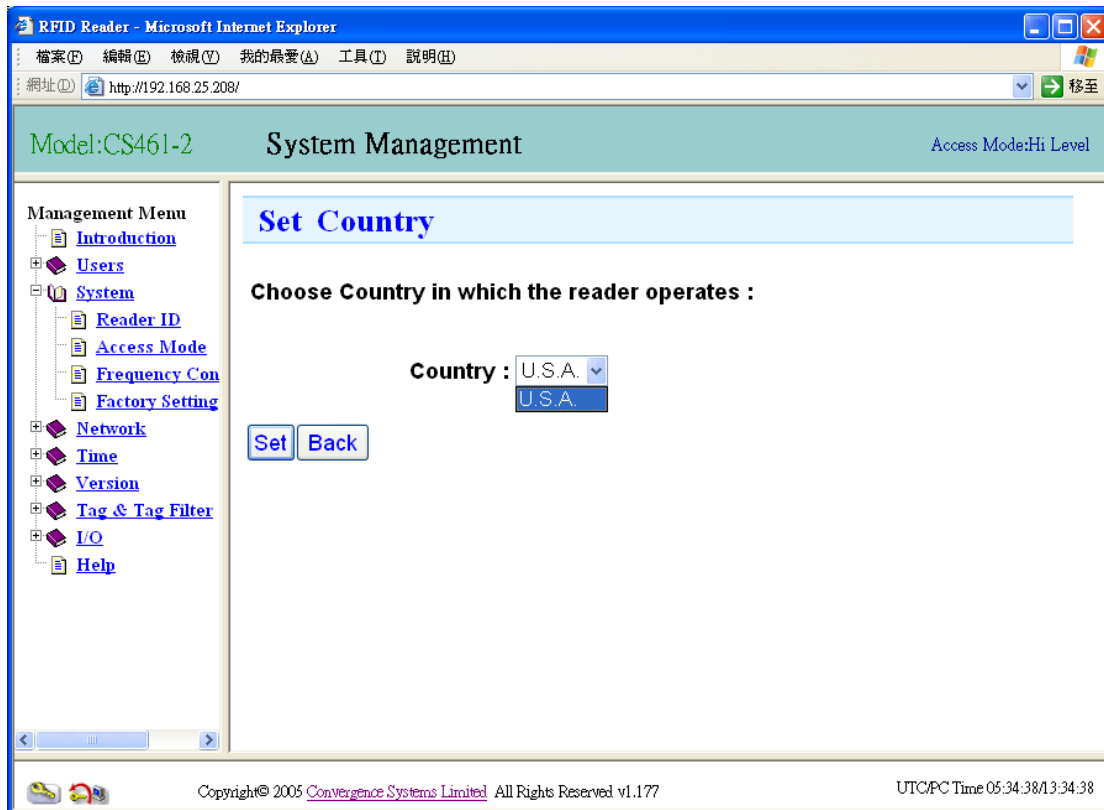 RFID Reader - Microsoft Internet Explorer
檔案(F) 編輯(E) 檢視(V) 我的最愛(A) 工具(T) 說明(H)
網址(D) http://192.168.25.208/ 移至
Model:CS461-2 System Management Access Mode:Hi Level
Management Menu
Introduction
Users
System
Reader ID
Access Mode
Frequency Con
Factory Setting
Network
Time
Version
Tag & Tag Filter
I/O
Help
Set Country
Choose Country in which the reader operates :
Country : U.S.A.
U.S.A.
Set Back
Copyright© 2005 Convergence Systems Limited All Rights Reserved v1.177 UTC/PC Time 05:34:38/13:34:38